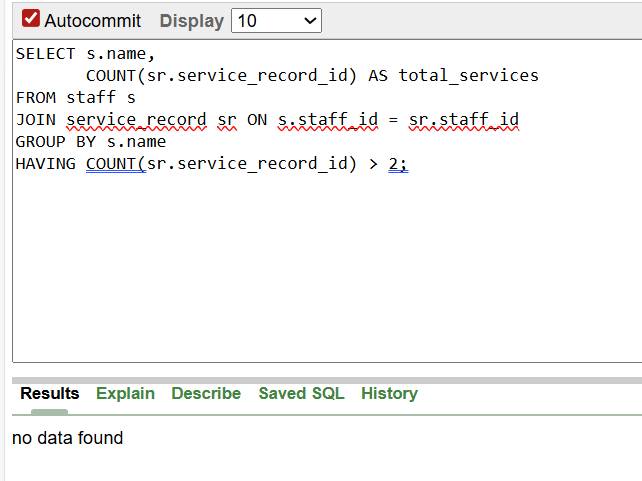 Autocommit Display 10
SELECT s.name,
       COUNT(sr.service_record_id) AS total_services
FROM staff s
JOIN service_record sr ON s.staff_id = sr.staff_id
GROUP BY s.name
HAVING COUNT(sr.service_record_id) > 2;
Results Explain Describe Saved SQL History
no data found